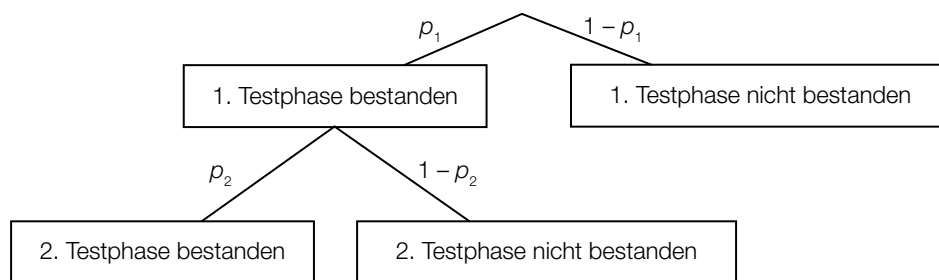 p₁
1 – p₁
1. Testphase bestanden
1. Testphase nicht bestanden
p₂
1 – p₂
2. Testphase bestanden
2. Testphase nicht bestanden